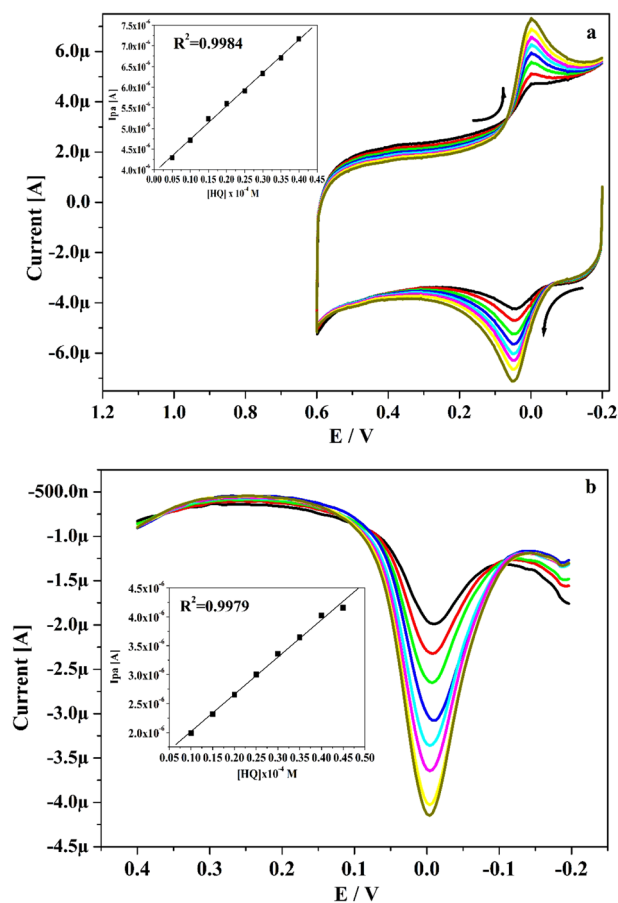 a
7.5x10⁻⁶
7.0x10⁻⁶
6.5x10⁻⁶
6.0x10⁻⁶
5.5x10⁻⁶
5.0x10⁻⁶
4.5x10⁻⁶
4.0x10⁻⁶
Ipa [A]
R²=0.9984
0.00 0.05 0.10 0.15 0.20 0.25 0.30 0.35 0.40 0.45
[HQ] x 10⁻⁴ M
6.0µ
4.0µ
2.0µ
0.0
-2.0µ
-4.0µ
-6.0µ
Current [A]
1.2 1.0 0.8 0.6 0.4 0.2 0.0 -0.2
E / V
b
-500.0n
-1.0µ
-1.5µ
-2.0µ
-2.5µ
-3.0µ
-3.5µ
-4.0µ
-4.5µ
Current [A]
4.5x10⁻⁶
4.0x10⁻⁶
3.5x10⁻⁶
3.0x10⁻⁶
2.5x10⁻⁶
2.0x10⁻⁶
Ipa [A]
R²=0.9979
0.05 0.10 0.15 0.20 0.25 0.30 0.35 0.40 0.45 0.50
[HQ]x10⁻⁴ M
0.4 0.3 0.2 0.1 0.0 -0.1 -0.2
E / V